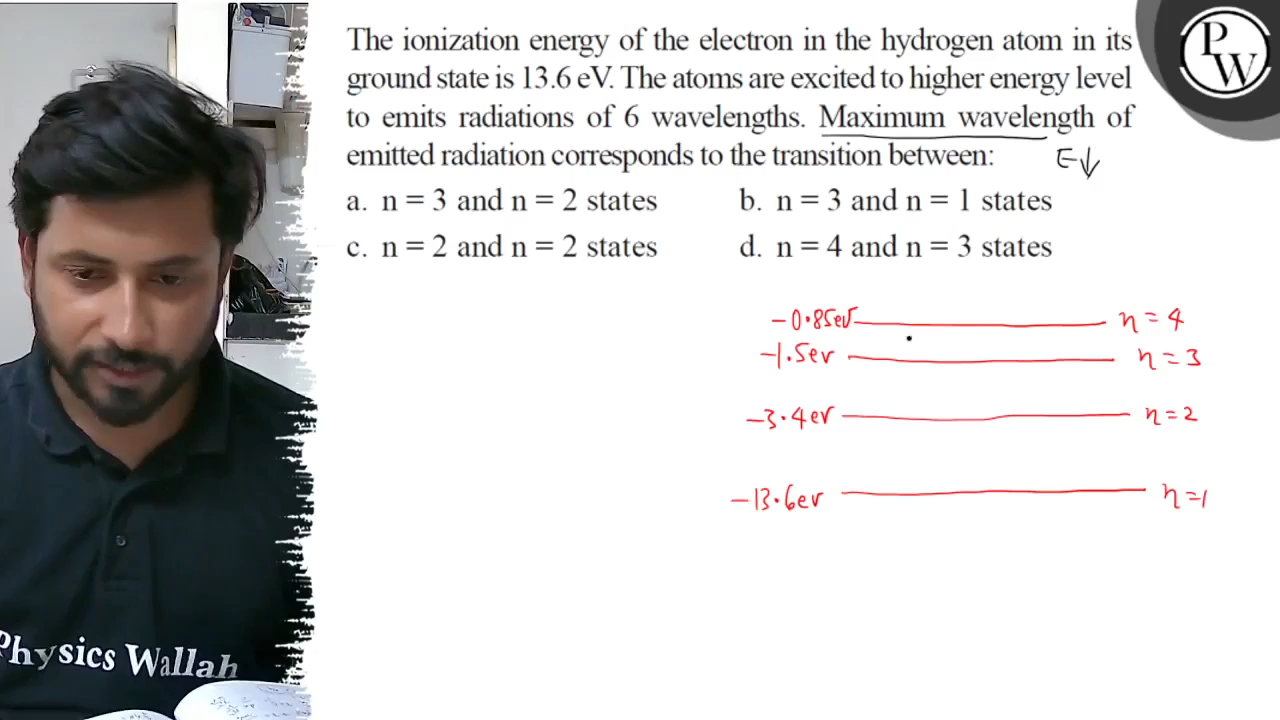 The ionization energy of the electron in the hydrogen atom in its
ground state is 13.6 eV. The atoms are excited to higher energy level
to emits radiations of 6 wavelengths. Maximum wavelength of
emitted radiation corresponds to the transition between:
E↓
a. n = 3 and n = 2 states
b. n = 3 and n = 1 states
c. n = 2 and n = 2 states
d. n = 4 and n = 3 states
-0.85ev n = 4
-1.5ev n = 3
-3.4ev n = 2
-13.6ev n = 1
PW
Physics Wallah